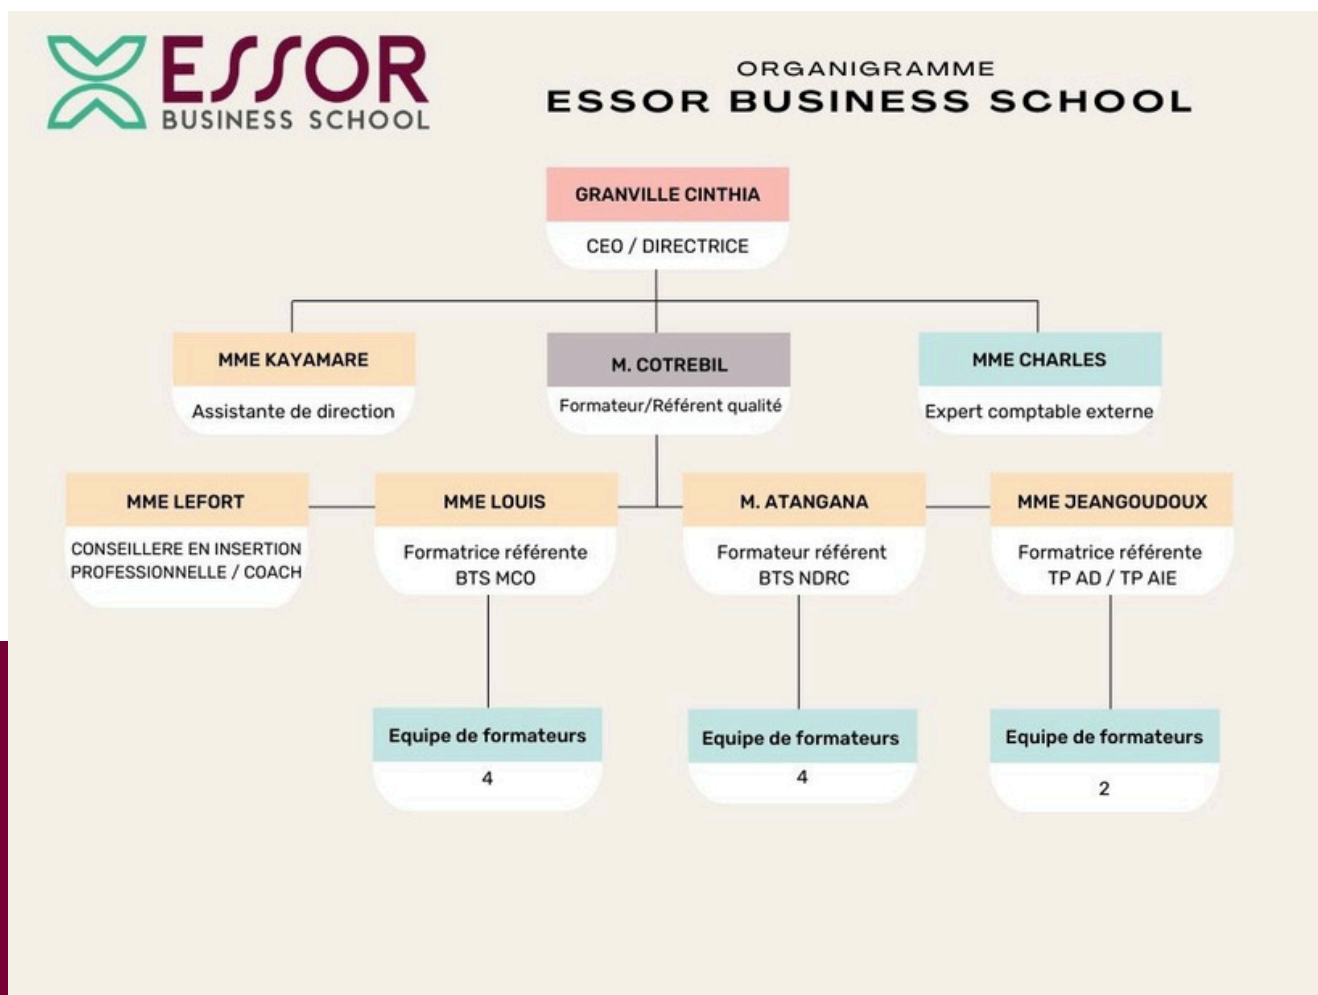 ESSOR
BUSINESS SCHOOL
ORGANIGRAMME
ESSOR BUSINESS SCHOOL
GRANVILLE CINTHIA
CEO / DIRECTRICE
MME KAYAMARE
Assistante de direction
M. COTREBIL
Formateur/Référent qualité
MME CHARLES
Expert comptable externe
MME LEFORT
CONSEILLERE EN INSERTION
PROFESSIONNELLE / COACH
MME LOUIS
Formatrice référente
BTS MCO
M. ATANGANA
Formateur référent
BTS NDRC
MME JEANGOUDOUX
Formatrice référente
TP AD / TP AIE
Equipe de formateurs
4
Equipe de formateurs
4
Equipe de formateurs
2